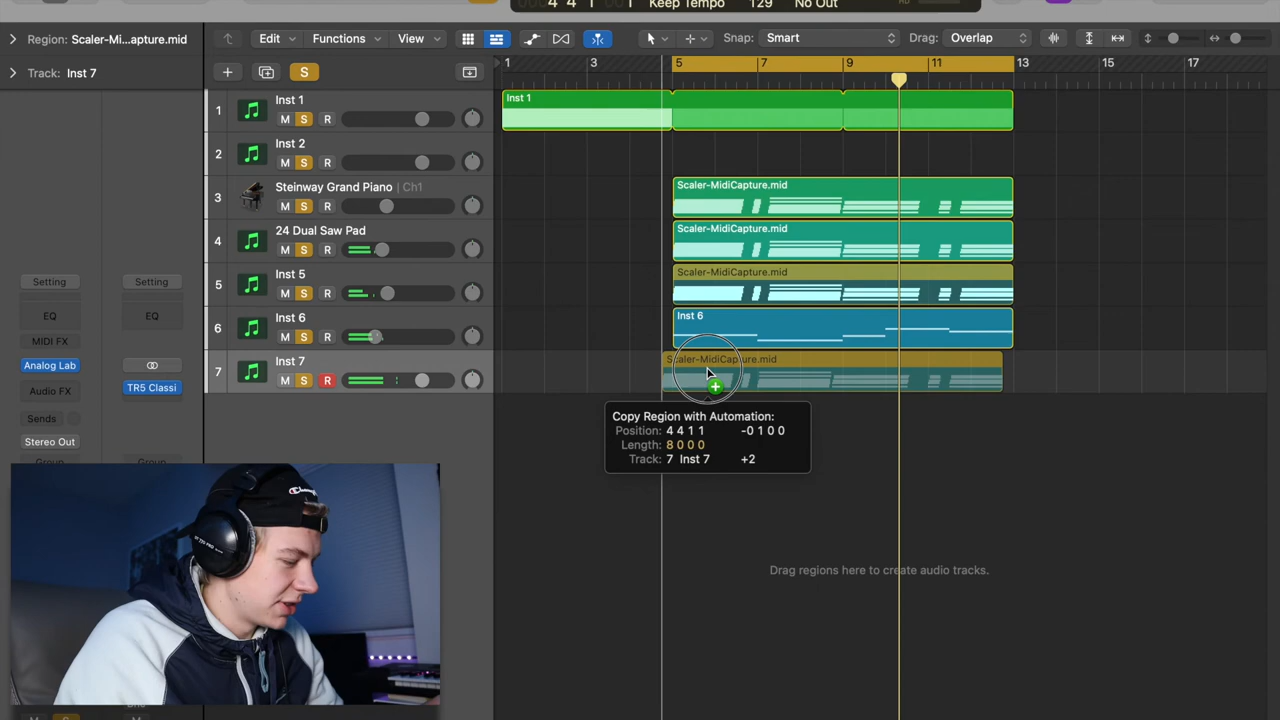 4 4 1 1 Keep Tempo 129 No Out
Region: Scaler-Mi...apture.mid
Edit Functions View Snap: Smart Drag: Overlap
Track: Inst 7
S
1 3 5 7 9 11 13 15 17
1 Inst 1
M S R
Inst 1
2 Inst 2
M S R
3 Steinway Grand Piano | Ch1
M S R
Scaler-MidiCapture.mid
4 24 Dual Saw Pad
M S R
Scaler-MidiCapture.mid
5 Inst 5
M S R
Scaler-MidiCapture.mid
6 Inst 6
M S R
Inst 6
7 Inst 7
M S R
Scaler-MidiCapture.mid
Setting Setting
EQ EQ
MIDI FX
Analog Lab
Audio FX TR5 Classi
Sends
Stereo Out
Group Group
Copy Region with Automation:
Position: 4 4 1 1 -0 1 0 0
Length: 8 0 0 0
Track: 7 Inst 7 +2
Drag regions here to create audio tracks.
Champion